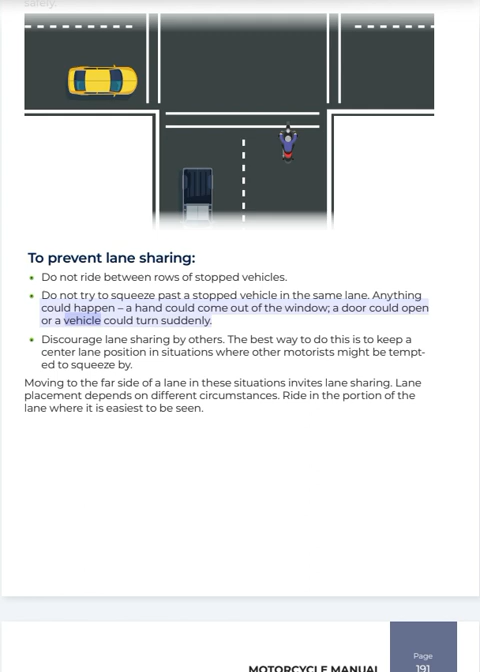 safely.
To prevent lane sharing:
Do not ride between rows of stopped vehicles.
Do not try to squeeze past a stopped vehicle in the same lane. Anything
could happen – a hand could come out of the window; a door could open
or a vehicle could turn suddenly.
Discourage lane sharing by others. The best way to do this is to keep a
center lane position in situations where other motorists might be tempt-
ed to squeeze by.
Moving to the far side of a lane in these situations invites lane sharing. Lane
placement depends on different circumstances. Ride in the portion of the
lane where it is easiest to be seen.
Page
MOTORCYCLE MANUAL
191